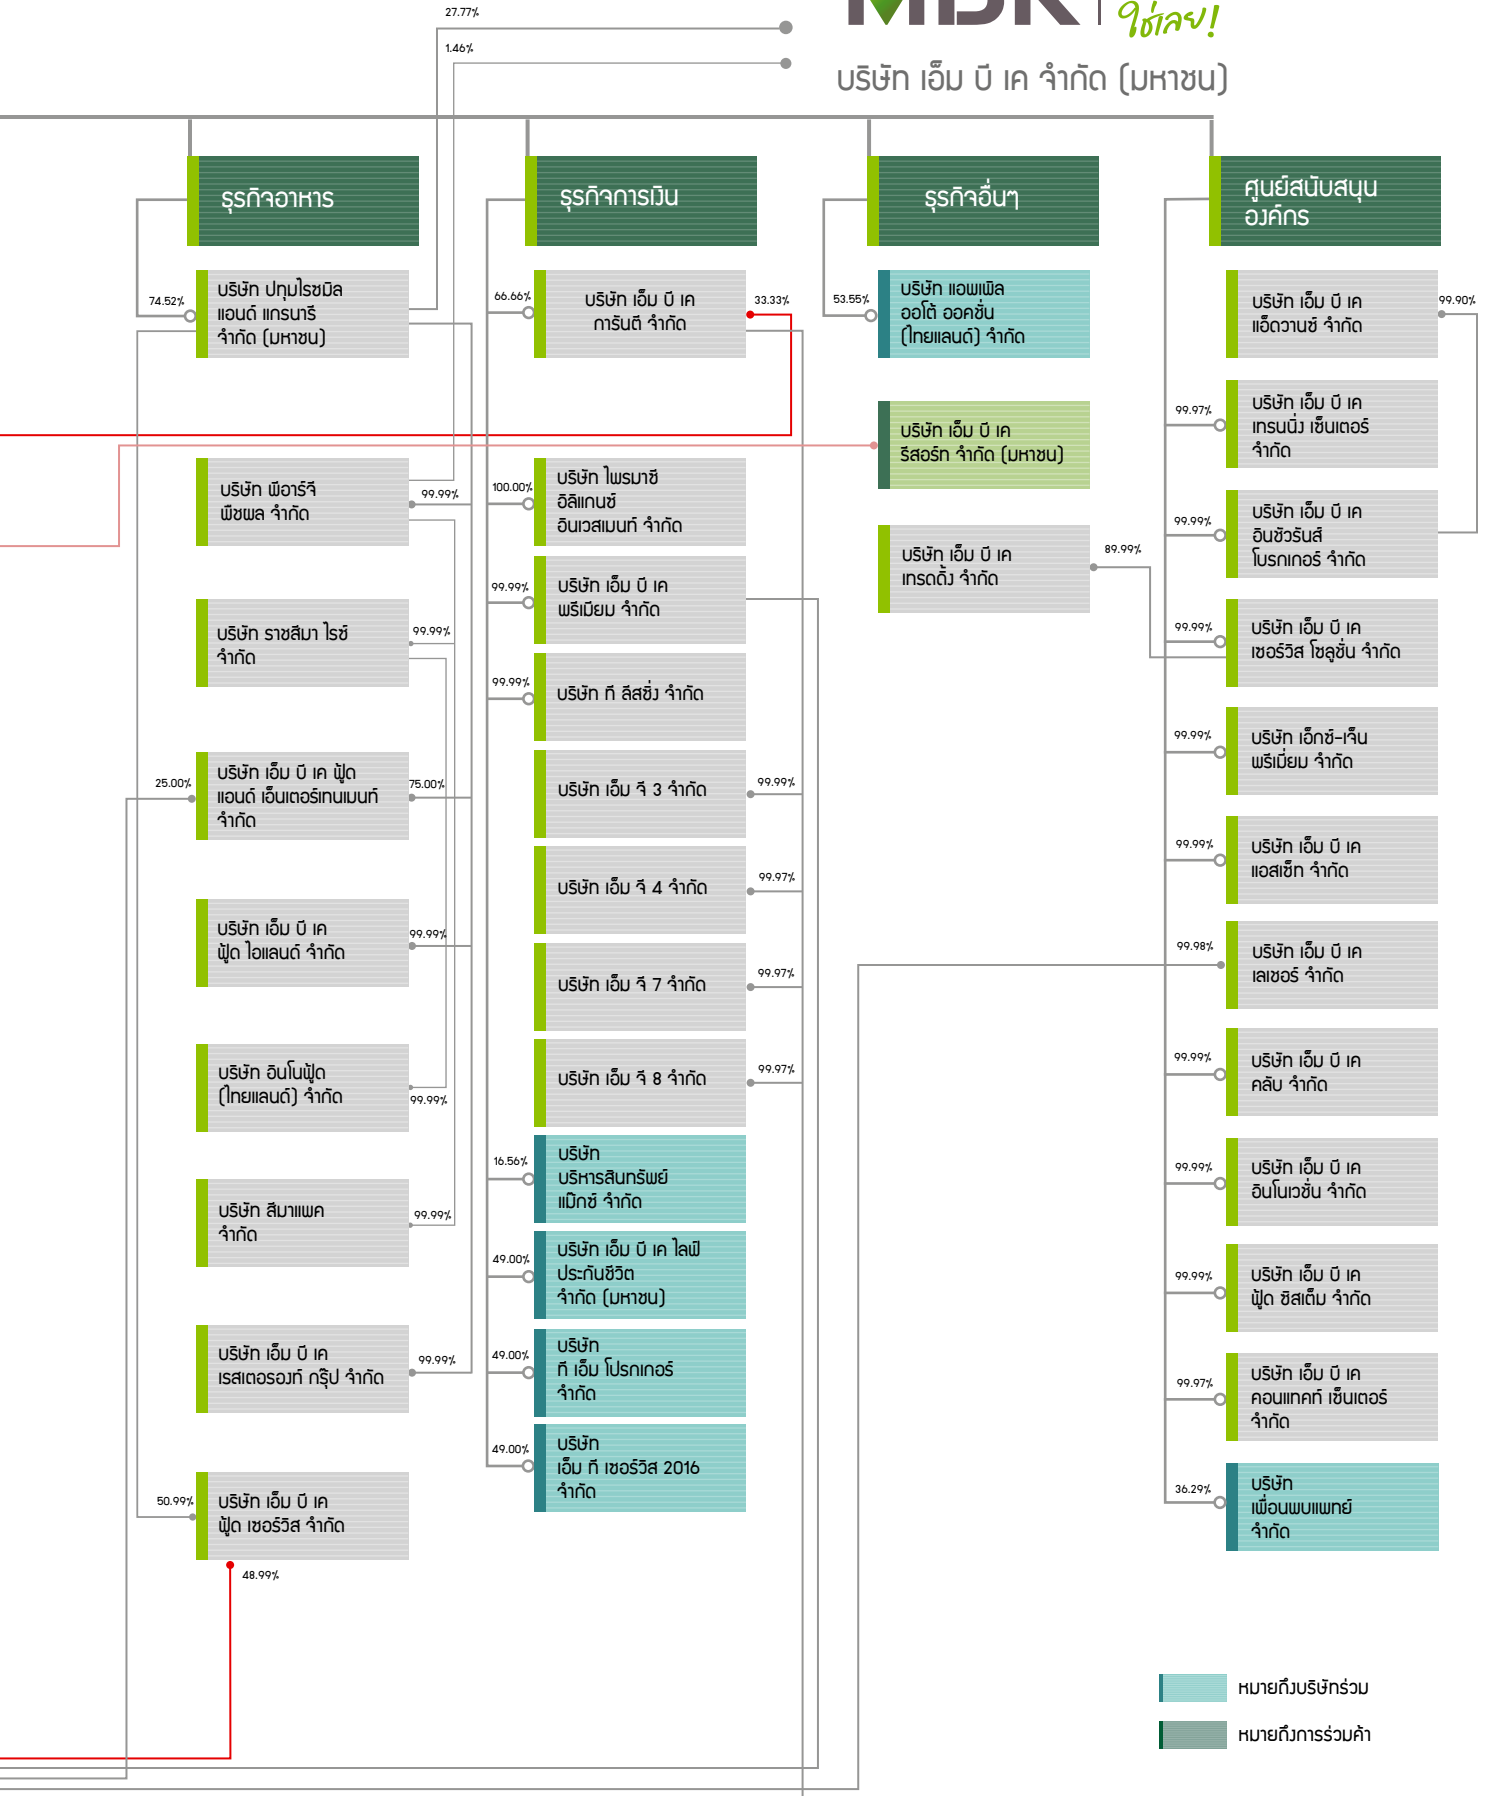 27.77%
1.46%
MBK
ใช่เลย!
บริษัท เอ็ม บี เค จำกัด (มหาชน)
ธุรกิจอาหาร
74.52%
บริษัท ปทุมไรซมิล
แอนด์ แกรนารี
จำกัด (มหาชน)
บริษัท พีอาร์จี
พืชผล จำกัด
99.99%
บริษัท ราชสีมา ไรซ์
จำกัด
99.99%
25.00%
บริษัท เอ็ม บี เค ฟู้ด
แอนด์ เอ็นเตอร์เทนเมนท์
จำกัด
75.00%
บริษัท เอ็ม บี เค
ฟู้ด ไอแลนด์ จำกัด
99.99%
บริษัท อินโนฟู้ด
(ไทยแลนด์) จำกัด
99.99%
บริษัท สีมาแพค
จำกัด
99.99%
บริษัท เอ็ม บี เค
เรสเตอรองท์ กรุ๊ป จำกัด
99.99%
50.99%
บริษัท เอ็ม บี เค
ฟู้ด เซอร์วิส จำกัด
48.99%
ธุรกิจการเงิน
66.66%
บริษัท เอ็ม บี เค
การันตี จำกัด
33.33%
100.00%
บริษัท ไพรมาซี
อิลิแกนซ์
อินเวสเมนท์ จำกัด
99.99%
บริษัท เอ็ม บี เค
พรีเมียม จำกัด
99.99%
บริษัท ที ลีสซิ่ง จำกัด
บริษัท เอ็ม จี 3 จำกัด
99.99%
บริษัท เอ็ม จี 4 จำกัด
99.97%
บริษัท เอ็ม จี 7 จำกัด
99.97%
บริษัท เอ็ม จี 8 จำกัด
99.97%
16.56%
บริษัท
บริหารสินทรัพย์
แม๊กซ์ จำกัด
49.00%
บริษัท เอ็ม บี เค ไลฟ์
ประกันชีวิต
จำกัด (มหาชน)
49.00%
บริษัท
ที เอ็ม โปรกเกอร์
จำกัด
49.00%
บริษัท
เอ็ม ที เซอร์วิส 2016
จำกัด
ธุรกิจอื่นๆ
53.55%
บริษัท แอพเพิล
ออโต้ ออคชั่น
(ไทยแลนด์) จำกัด
บริษัท เอ็ม บี เค
รีสอร์ท จำกัด (มหาชน)
บริษัท เอ็ม บี เค
เทรดดิ้ง จำกัด
89.99%
ศูนย์สนับสนุน
องค์กร
บริษัท เอ็ม บี เค
แอ็ดวานซ์ จำกัด
99.90%
99.97%
บริษัท เอ็ม บี เค
เทรนนิ่ง เซ็นเตอร์
จำกัด
99.99%
บริษัท เอ็ม บี เค
อินชัวรันส์
โบรกเกอร์ จำกัด
99.99%
บริษัท เอ็ม บี เค
เซอร์วิส โซลูชั่น จำกัด
99.99%
บริษัท เอ็กซ์-เจ็น
พรีเมี่ยม จำกัด
99.99%
บริษัท เอ็ม บี เค
แอสเซ็ท จำกัด
99.98%
บริษัท เอ็ม บี เค
เลเซอร์ จำกัด
99.99%
บริษัท เอ็ม บี เค
คลับ จำกัด
99.99%
บริษัท เอ็ม บี เค
อินโนเวชั่น จำกัด
99.99%
บริษัท เอ็ม บี เค
ฟู้ด ซิสเต็ม จำกัด
99.97%
บริษัท เอ็ม บี เค
คอนแทคท์ เซ็นเตอร์
จำกัด
36.29%
บริษัท
เพื่อนพบแพทย์
จำกัด
หมายถึงบริษัทร่วม
หมายถึงการร่วมค้า